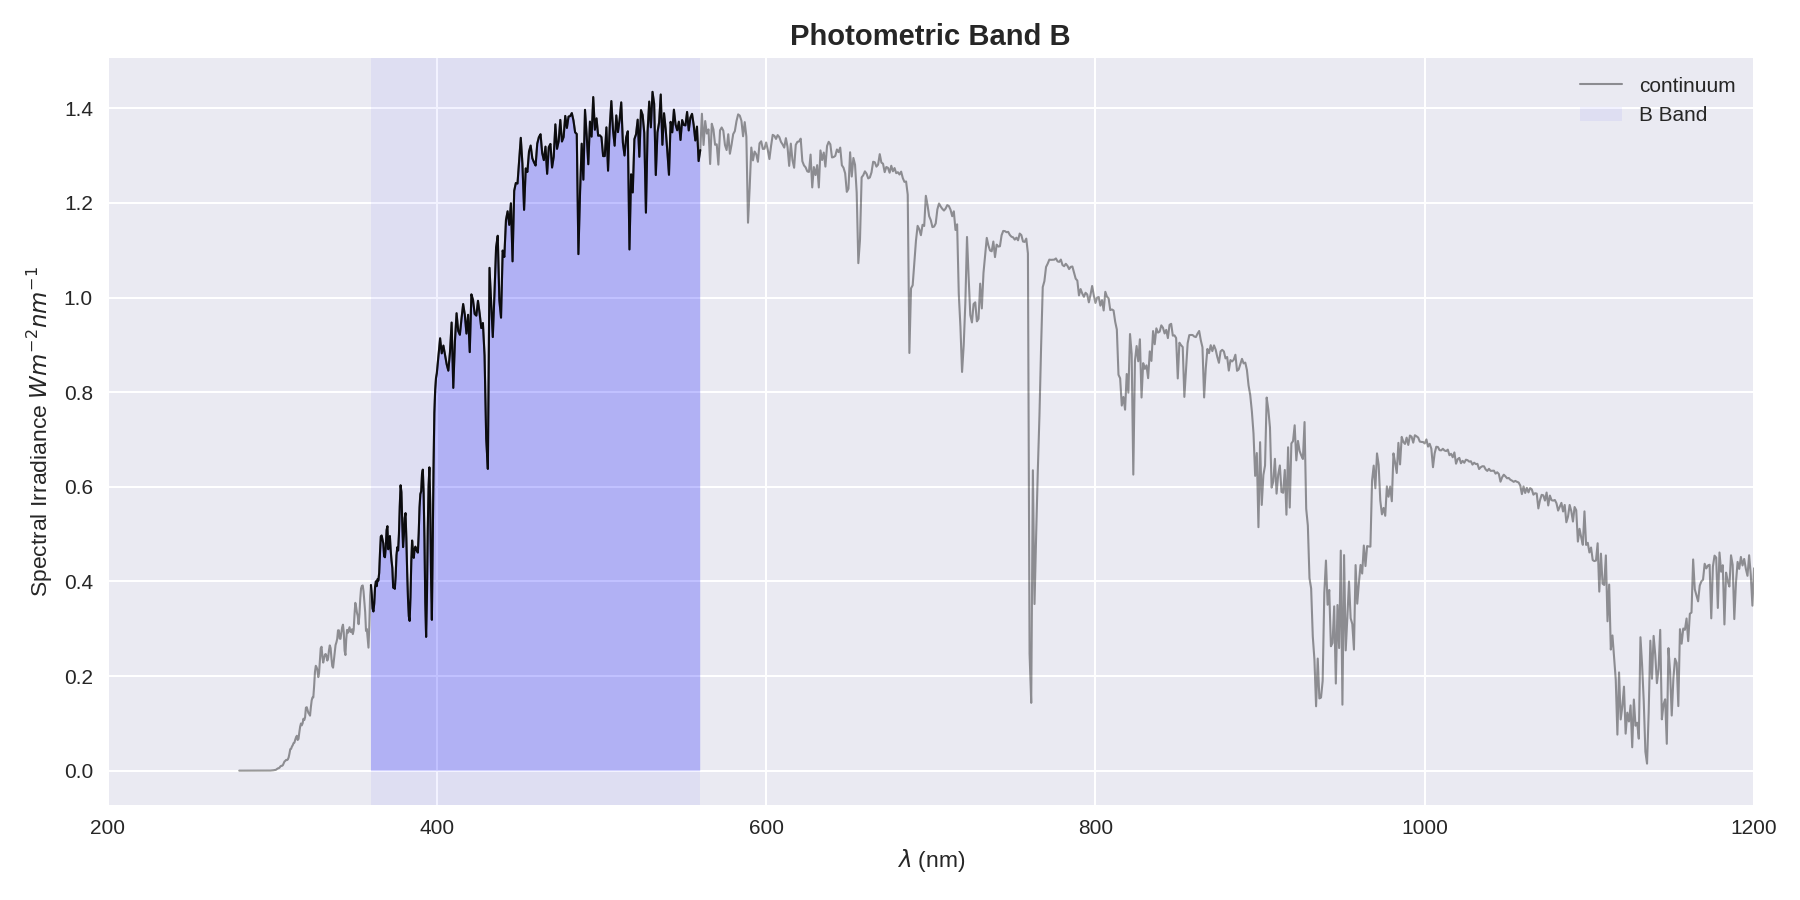 Photometric Band B
continuum
B Band
1.4
1.2
1.0
0.8
0.6
0.4
0.2
0.0
Spectral Irradiance Wm⁻²nm⁻¹
200 400 600 800 1000 1200
λ (nm)